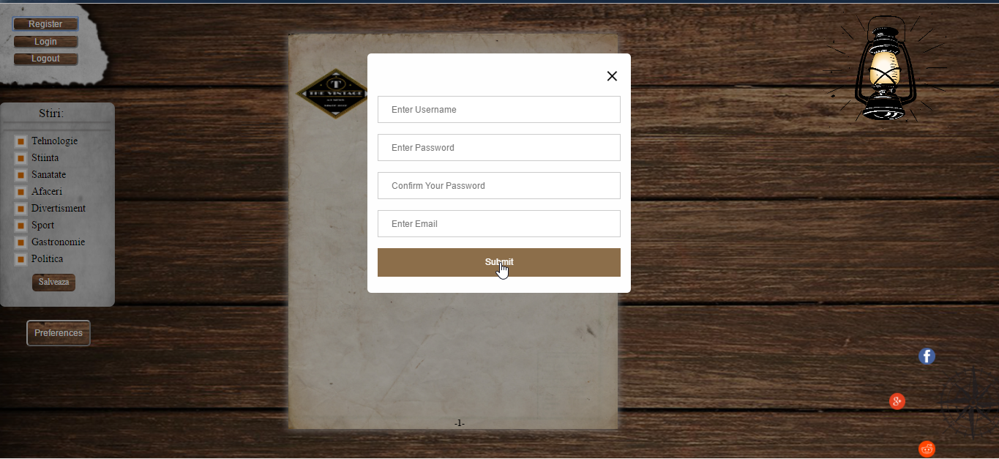 Register
Login
Logout
Stiri:
Tehnologie
Stiinta
Sanatate
Afaceri
Divertisment
Sport
Gastronomie
Politica
Salveaza
Preferences
T
THE VINTAGE
Enter Username
Enter Password
Confirm Your Password
Enter Email
Submit
-1-
f
8+